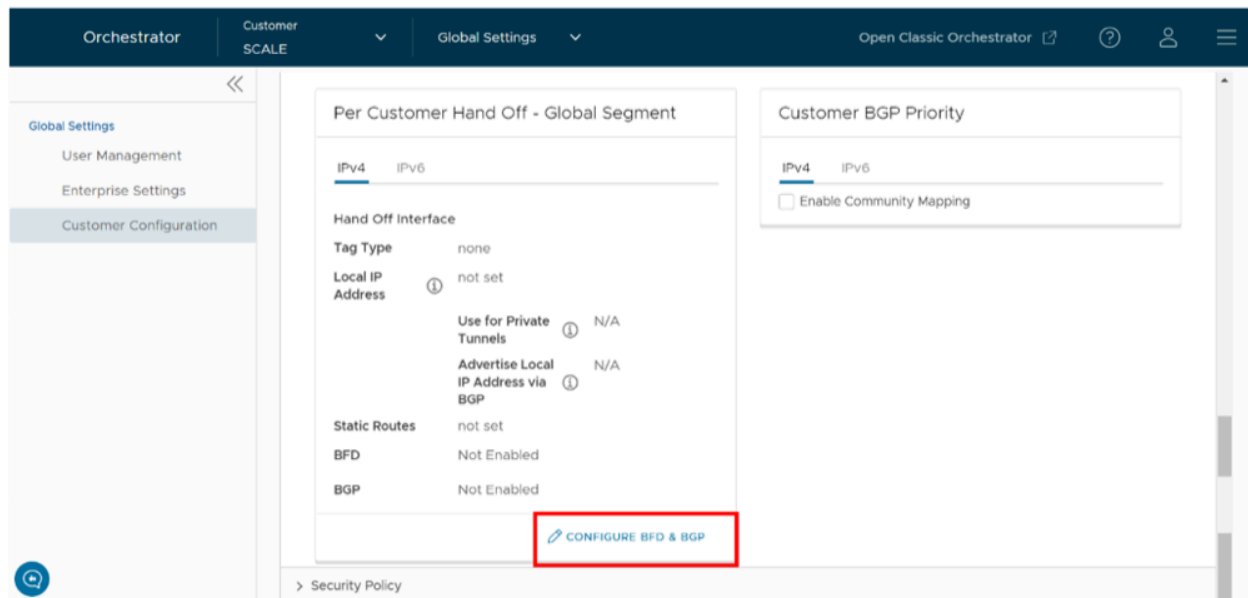 Orchestrator
Customer
SCALE
Global Settings
Open Classic Orchestrator
Global Settings
User Management
Enterprise Settings
Customer Configuration
Per Customer Hand Off - Global Segment
IPv4 IPv6
Hand Off Interface
Tag Type none
Local IP
Address
not set
Use for Private
Tunnels
N/A
Advertise Local
IP Address via
BGP
N/A
Static Routes not set
BFD Not Enabled
BGP Not Enabled
CONFIGURE BFD & BGP
Customer BGP Priority
IPv4 IPv6
Enable Community Mapping
Security Policy